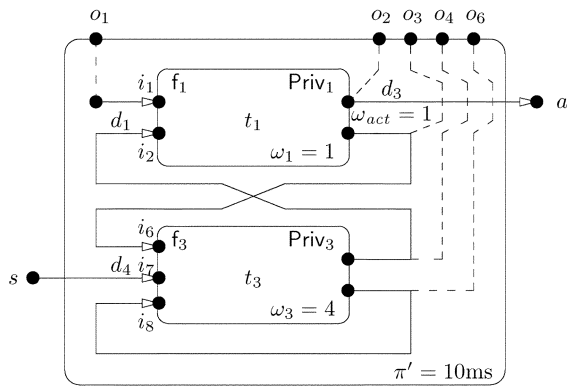 o₁ o₂ o₃ o₄ o₆
i₁ f₁ Priv₁ d₃ a
d₁ t₁ ω_act = 1
i₂ ω₁ = 1
i₆ f₃ Priv₃
s d₄ i₇ t₃
i₈ ω₃ = 4
π′ = 10ms